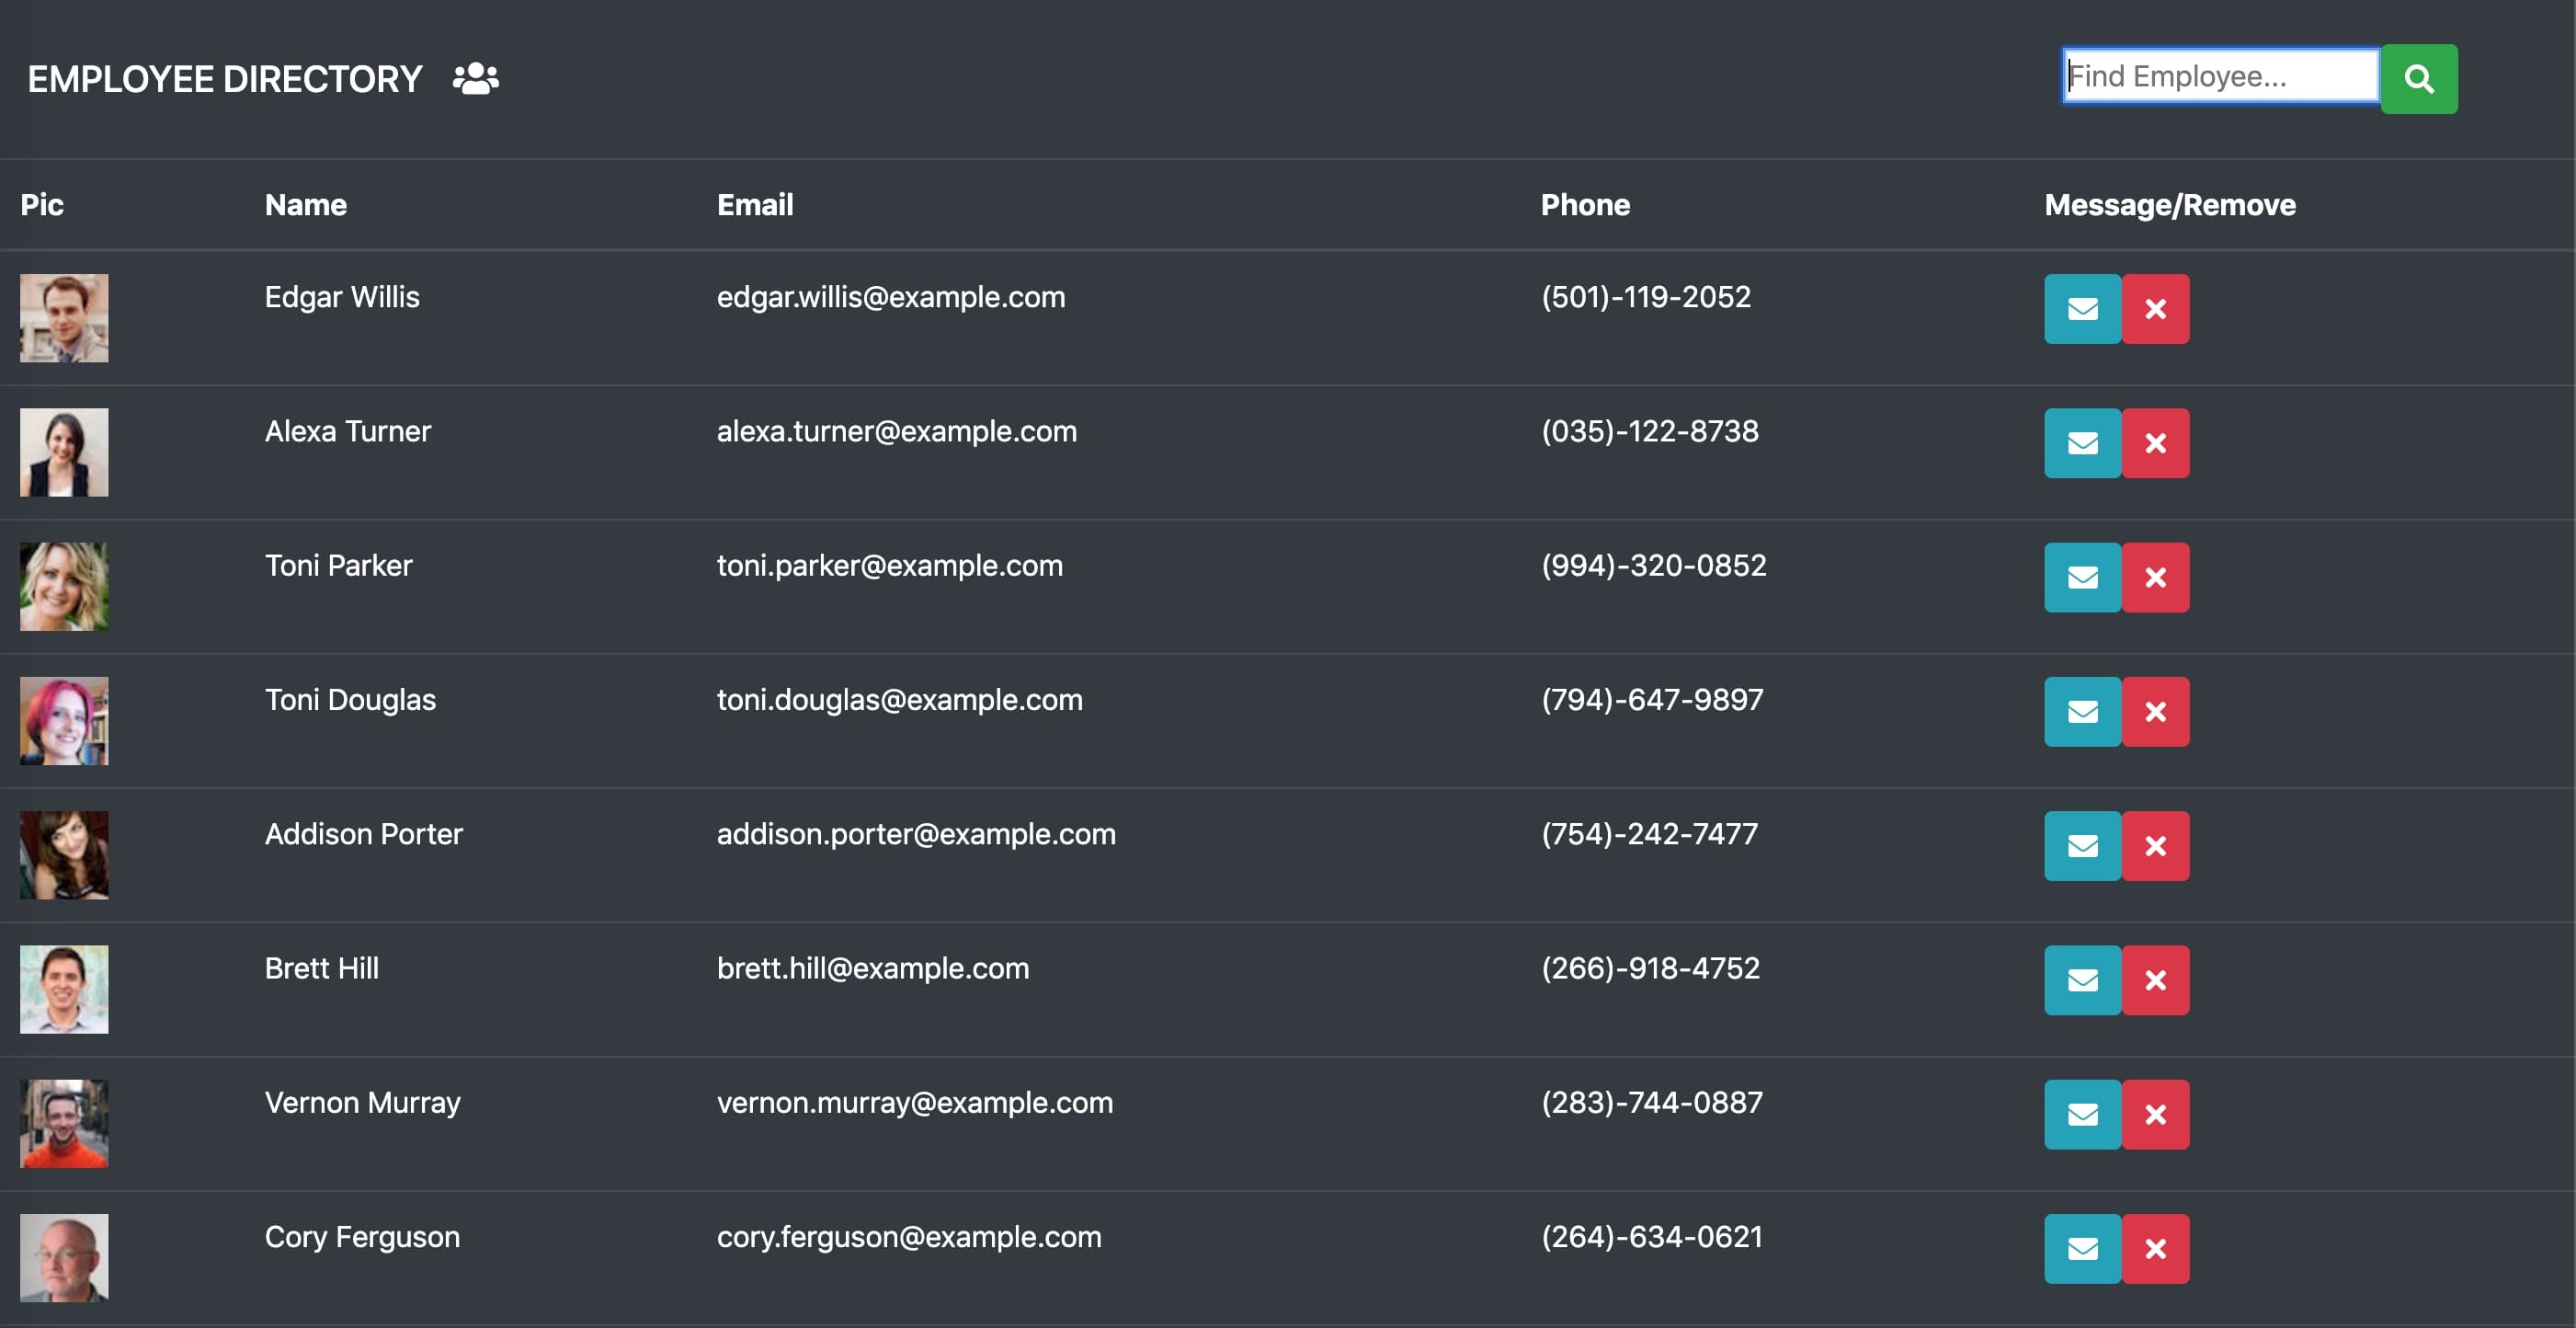 EMPLOYEE DIRECTORY
Find Employee...
Pic Name Email Phone Message/Remove
Edgar Willis edgar.willis@example.com (501)-119-2052
Alexa Turner alexa.turner@example.com (035)-122-8738
Toni Parker toni.parker@example.com (994)-320-0852
Toni Douglas toni.douglas@example.com (794)-647-9897
Addison Porter addison.porter@example.com (754)-242-7477
Brett Hill brett.hill@example.com (266)-918-4752
Vernon Murray vernon.murray@example.com (283)-744-0887
Cory Ferguson cory.ferguson@example.com (264)-634-0621